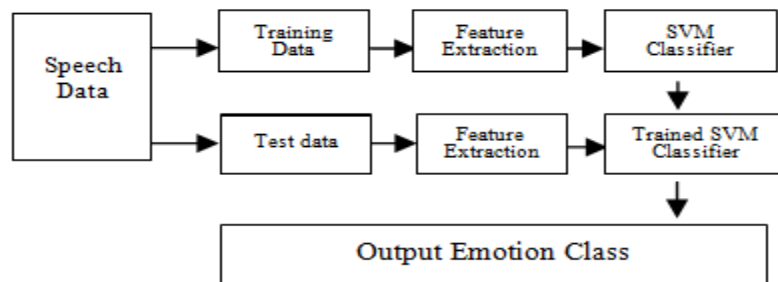 Speech
Data
Training
Data
Feature
Extraction
SVM
Classifier
Test data
Feature
Extraction
Trained SVM
Classifier
Output Emotion Class